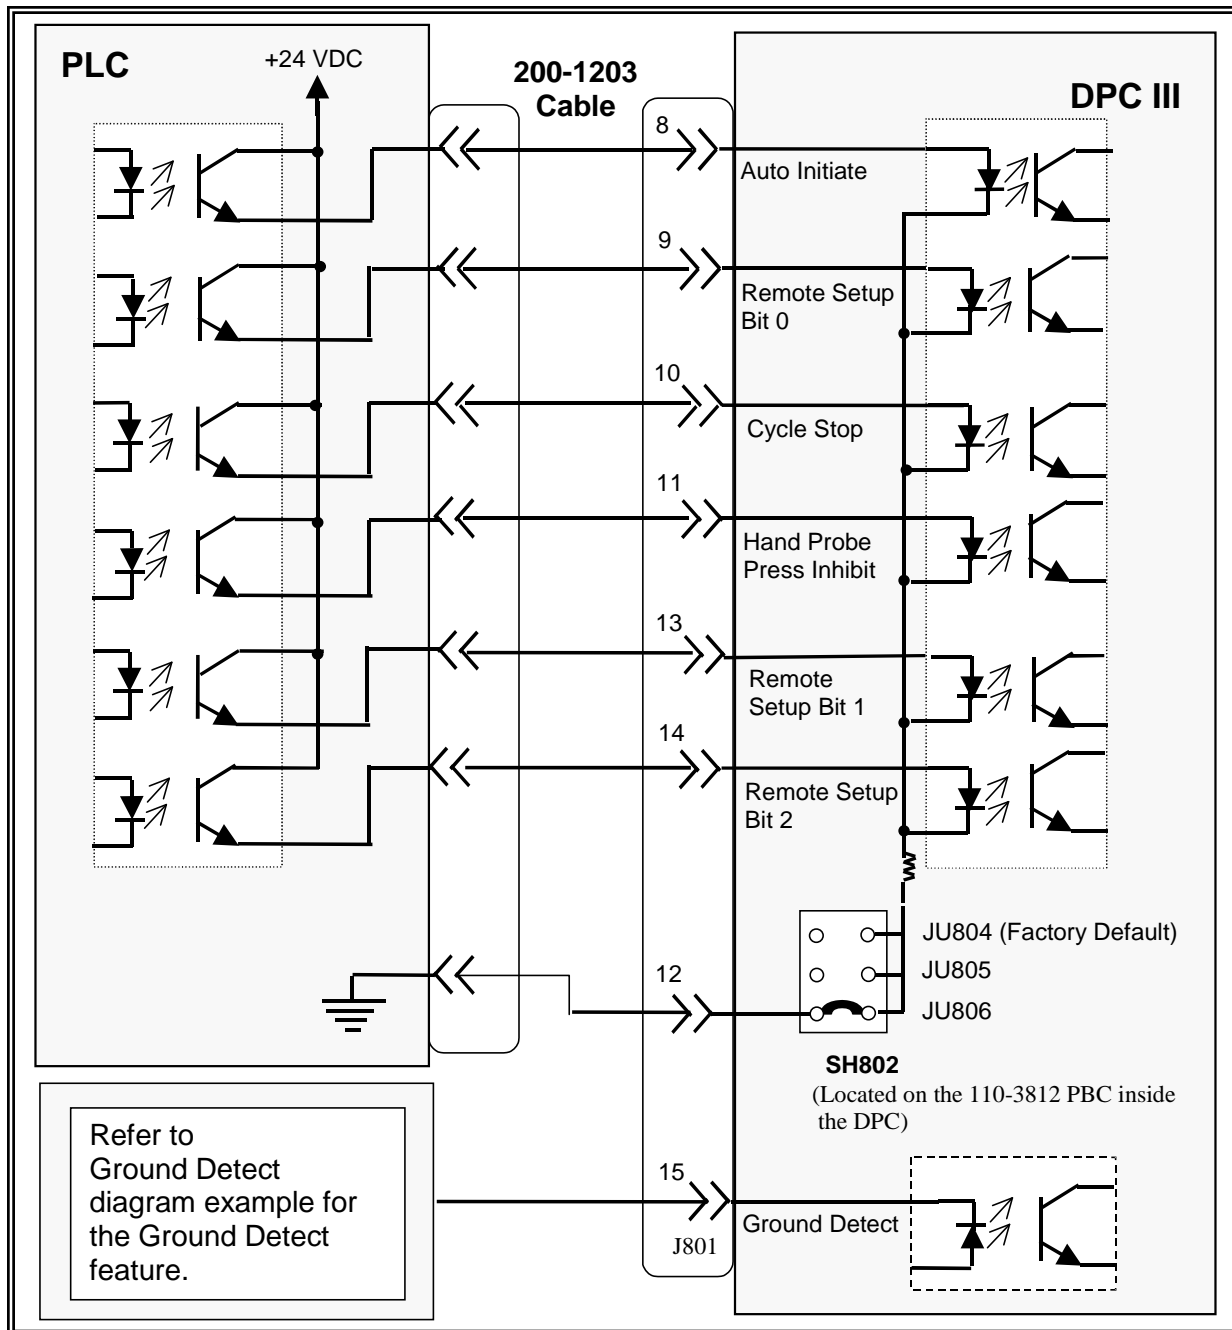 PLC
+24 VDC
200-1203
Cable
DPC III
8
Auto Initiate
9
Remote Setup
Bit 0
10
Cycle Stop
11
Hand Probe
Press Inhibit
13
Remote
Setup Bit 1
14
Remote Setup
Bit 2
JU804 (Factory Default)
JU805
JU806
12
SH802
(Located on the 110-3812 PBC inside
the DPC)
Refer to
Ground Detect
diagram example for
the Ground Detect
feature.
15
Ground Detect
J801